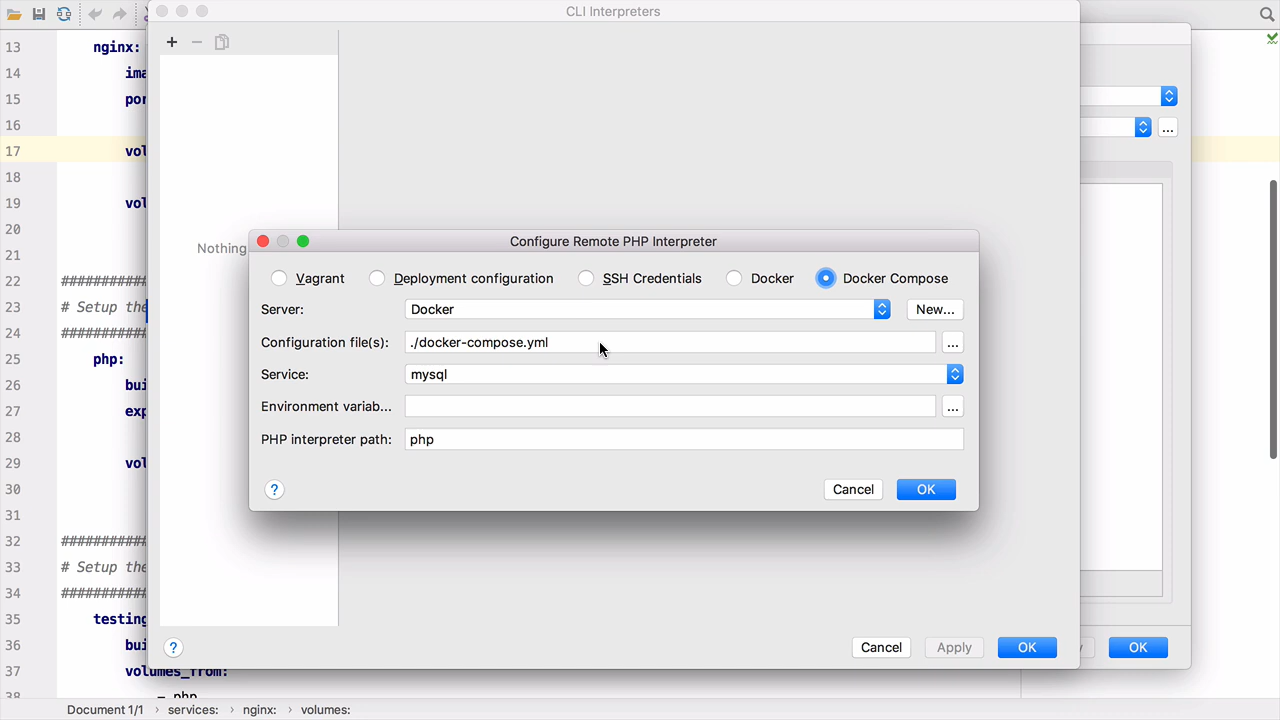 CLI Interpreters
13 nginx:
14 ima
15 por
16
17 vol
18
19 vol
20
21
22 ###########
23 # Setup the
24 ###########
25 php:
26 bui
27 exp
28
29 vol
30
31
32 ###########
33 # Setup the
34 ###########
35 testing
36 bui
37 volumes_from:
38 - php
Nothing
Configure Remote PHP Interpreter
Vagrant Deployment configuration SSH Credentials Docker Docker Compose
Server: Docker New...
Configuration file(s): ./docker-compose.yml ...
Service: mysql
Environment variab... ...
PHP interpreter path: php
? Cancel OK
? Cancel Apply OK
y OK
...
Document 1/1 › services: › nginx: › volumes: